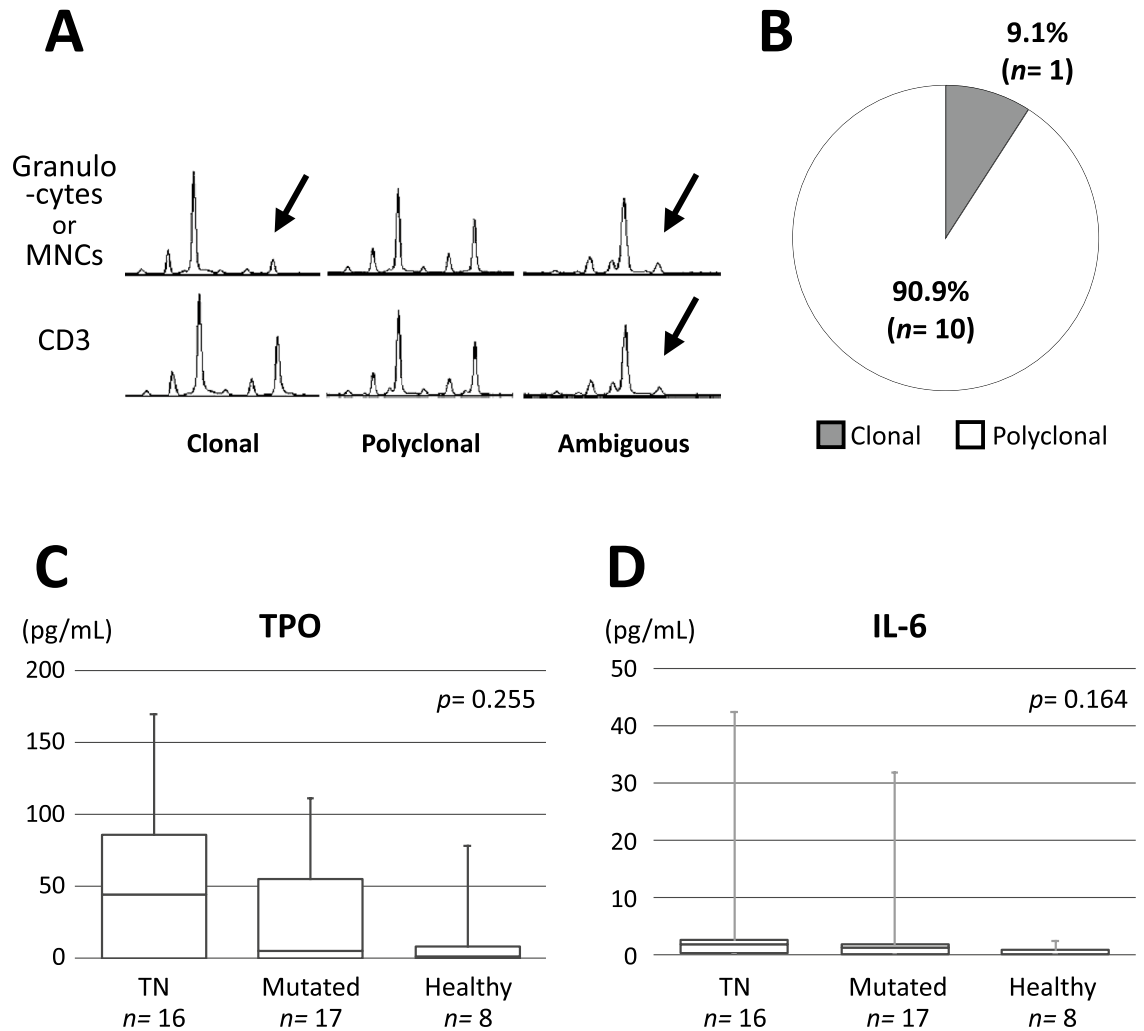 A
Granulo
-cytes
or
MNCs
CD3
Clonal Polyclonal Ambiguous
B
9.1%
(n= 1)
90.9%
(n= 10)
Clonal Polyclonal
C
(pg/mL) TPO
p= 0.255
200
150
100
50
0
TN Mutated Healthy
n= 16 n= 17 n= 8
D
(pg/mL) IL-6
p= 0.164
50
40
30
20
10
0
TN Mutated Healthy
n= 16 n= 17 n= 8